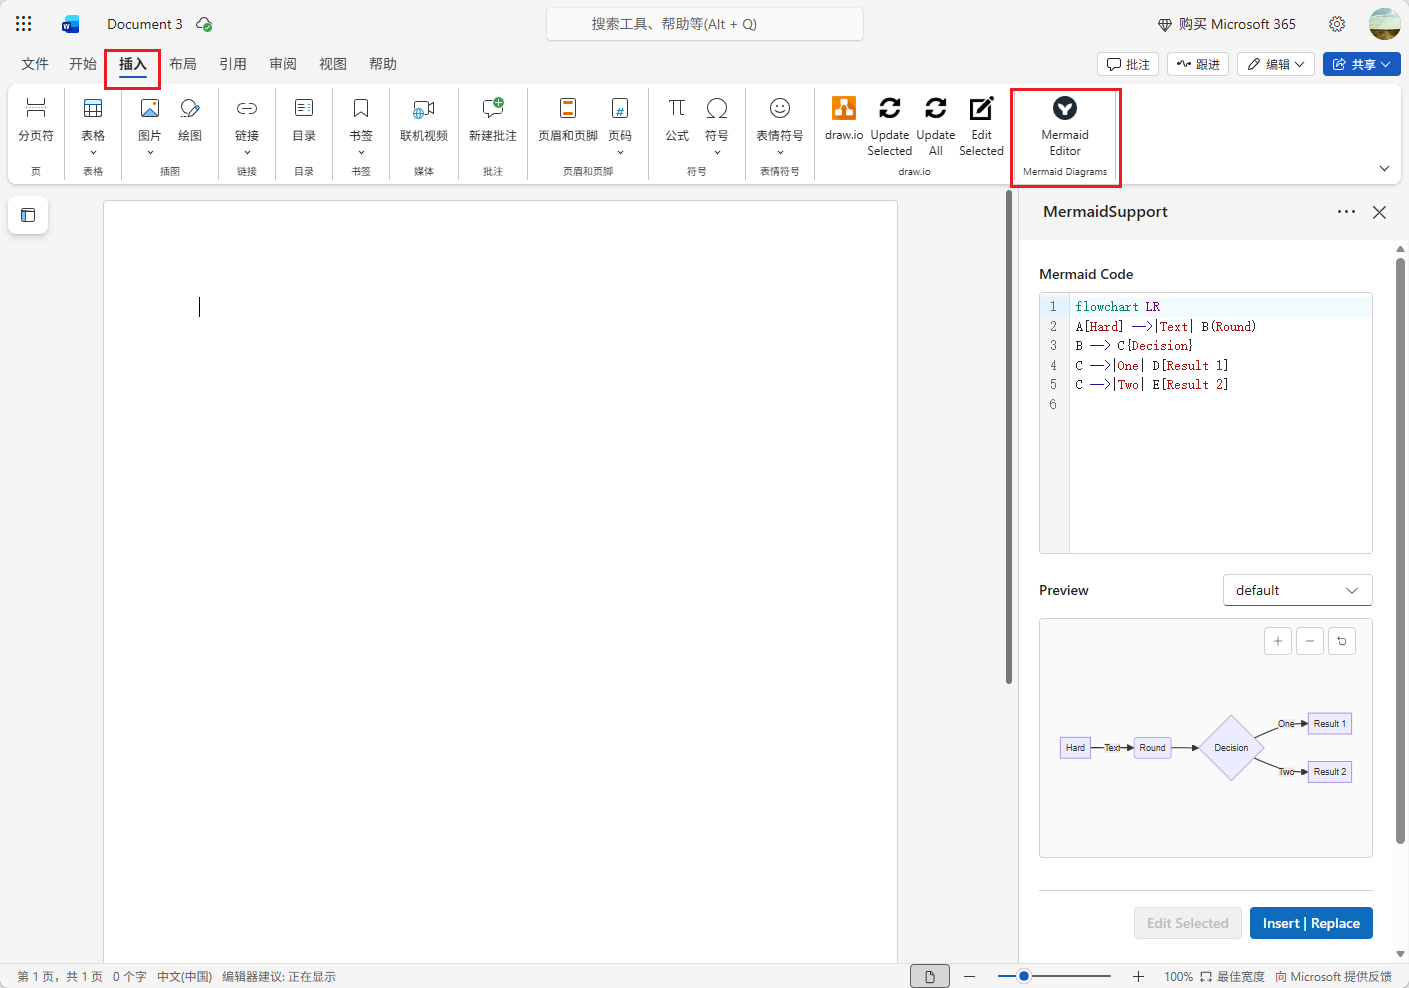 Document 3
搜索工具、帮助等(Alt + Q)
购买 Microsoft 365
文件 开始 插入 布局 引用 审阅 视图 帮助
批注 跟进 编辑 共享
分页符 表格 图片 绘图 链接 目录 书签 联机视频 新建批注 页眉和页脚 页码 公式 符号 表情符号 draw.io Update Selected Update All Edit Selected Mermaid Editor
页 表格 插图 链接 目录 书签 媒体 批注 页眉和页脚 符号 表情符号 draw.io Mermaid Diagrams
MermaidSupport
Mermaid Code
1 flowchart LR
2 A[Hard] -->|Text| B(Round)
3 B --> C{Decision}
4 C -->|One| D[Result 1]
5 C -->|Two| E[Result 2]
6
Preview
default
Hard
Text
Round
Decision
One
Result 1
Two
Result 2
Edit Selected
Insert | Replace
第 1 页，共 1 页 0 个字 中文(中国) 编辑器建议: 正在显示
100% 最佳宽度 向 Microsoft 提供反馈